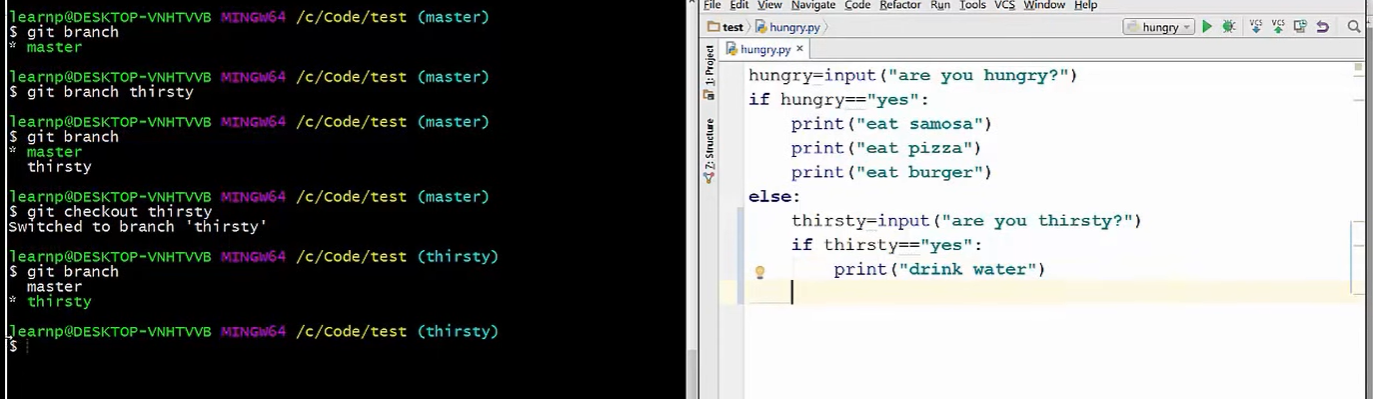 learnp@DESKTOP-VNHTVVB MINGW64 /c/Code/test (master)
$ git branch
* master
learnp@DESKTOP-VNHTVVB MINGW64 /c/Code/test (master)
$ git branch thirsty
learnp@DESKTOP-VNHTVVB MINGW64 /c/Code/test (master)
$ git branch
* master
thirsty
learnp@DESKTOP-VNHTVVB MINGW64 /c/Code/test (master)
$ git checkout thirsty
Switched to branch 'thirsty'
learnp@DESKTOP-VNHTVVB MINGW64 /c/Code/test (thirsty)
$ git branch
master
* thirsty
learnp@DESKTOP-VNHTVVB MINGW64 /c/Code/test (thirsty)
$
File Edit View Navigate Code Refactor Run Tools VCS Window Help
test hungry.py hungry VCS VCS
hungry.py ×
1: Project
7: Structure
hungry=input("are you hungry?")
if hungry=="yes":
    print("eat samosa")
    print("eat pizza")
    print("eat burger")
else:
    thirsty=input("are you thirsty?")
    if thirsty=="yes":
        print("drink water")